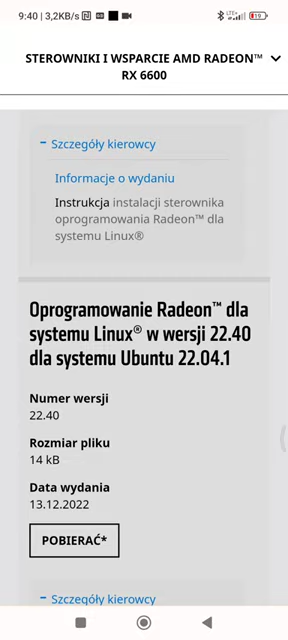 9:40 | 3,2KB/s
LTE+
19
STEROWNIKI I WSPARCIE AMD RADEON™
RX 6600
− Szczegóły kierowcy
Informacje o wydaniu
Instrukcja instalacji sterownika
oprogramowania Radeon™ dla
systemu Linux®
Oprogramowanie Radeon™ dla
systemu Linux® w wersji 22.40
dla systemu Ubuntu 22.04.1
Numer wersji
22.40
Rozmiar pliku
14 kB
Data wydania
13.12.2022
POBIERAĆ*
− Szczegóły kierowcy